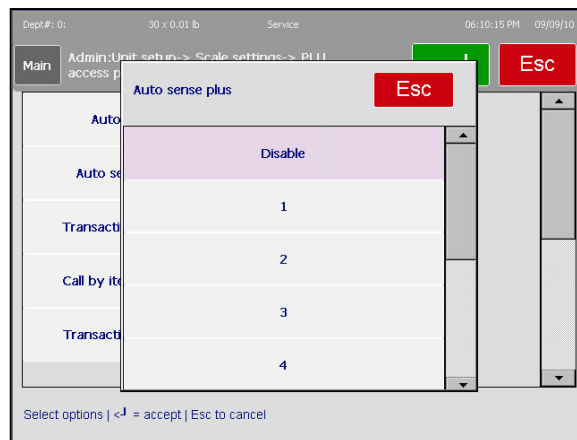 Dept#: 0: 30 x 0.01 lb Service 06:10:15 PM 09/09/10
Main Admin:Unit setup-> Scale settings-> PLU Esc
access p
Auto sense plus Esc
Auto
Disable
Auto se
1
Transacti
2
Call by ite
3
Transacti
4
Select options | <┘ = accept | Esc to cancel